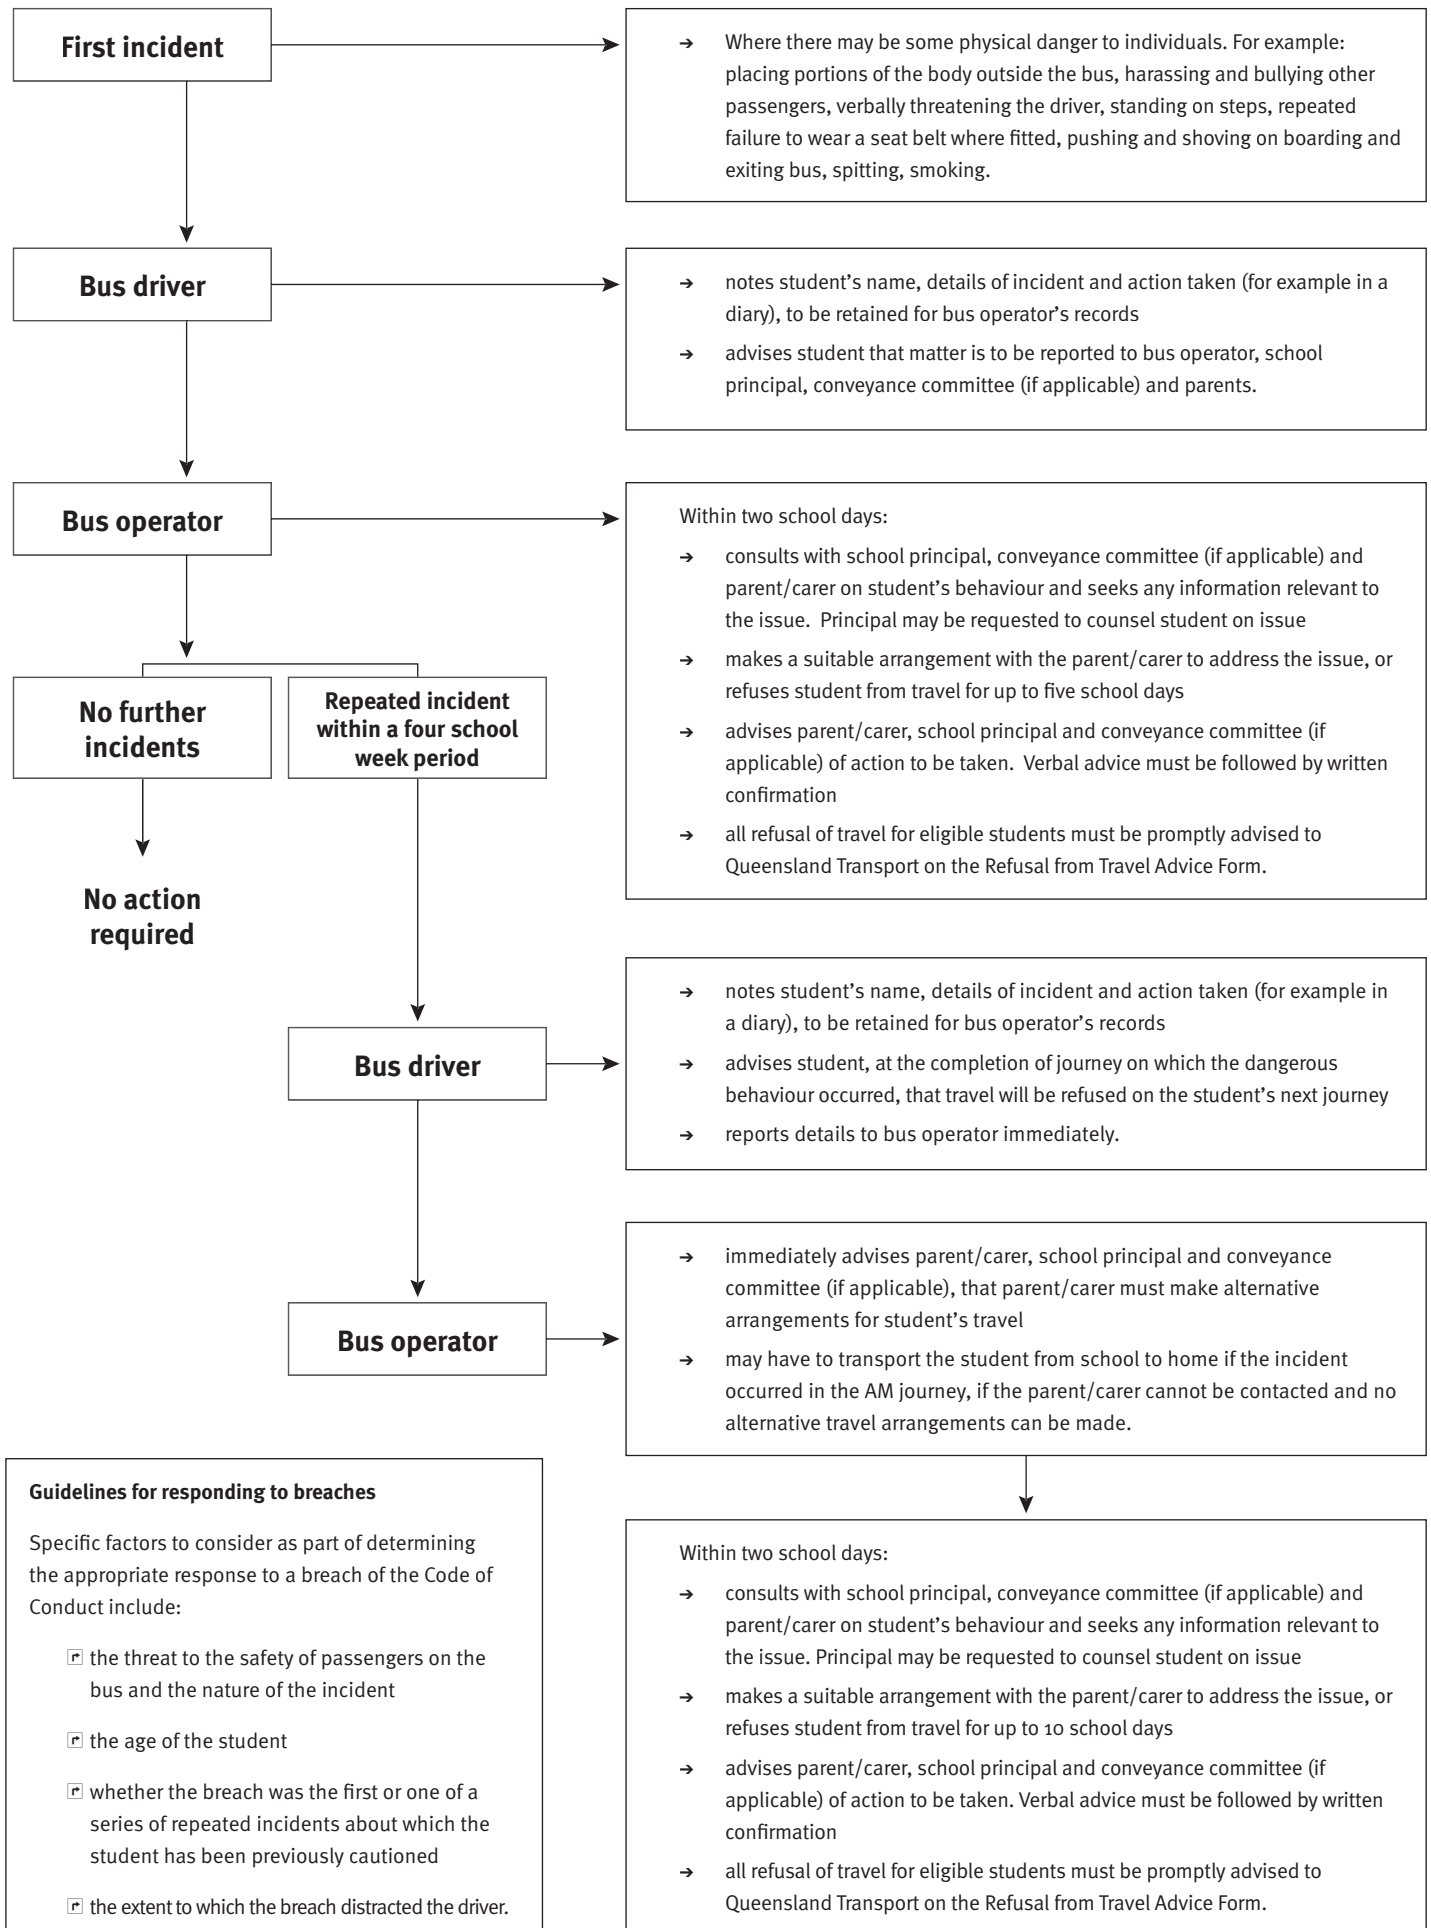 First incident
➔ Where there may be some physical danger to individuals. For example:
placing portions of the body outside the bus, harassing and bullying other
passengers, verbally threatening the driver, standing on steps, repeated
failure to wear a seat belt where fitted, pushing and shoving on boarding and
exiting bus, spitting, smoking.
Bus driver
➔ notes student’s name, details of incident and action taken (for example in a
diary), to be retained for bus operator’s records
➔ advises student that matter is to be reported to bus operator, school
principal, conveyance committee (if applicable) and parents.
Bus operator
Within two school days:
➔ consults with school principal, conveyance committee (if applicable) and
parent/carer on student’s behaviour and seeks any information relevant to
the issue. Principal may be requested to counsel student on issue
➔ makes a suitable arrangement with the parent/carer to address the issue, or
refuses student from travel for up to five school days
➔ advises parent/carer, school principal and conveyance committee (if
applicable) of action to be taken. Verbal advice must be followed by written
confirmation
➔ all refusal of travel for eligible students must be promptly advised to
Queensland Transport on the Refusal from Travel Advice Form.
No further
incidents
Repeated incident
within a four school
week period
No action
required
Bus driver
➔ notes student’s name, details of incident and action taken (for example in
a diary), to be retained for bus operator’s records
➔ advises student, at the completion of journey on which the dangerous
behaviour occurred, that travel will be refused on the student’s next journey
➔ reports details to bus operator immediately.
Bus operator
➔ immediately advises parent/carer, school principal and conveyance
committee (if applicable), that parent/carer must make alternative
arrangements for student’s travel
➔ may have to transport the student from school to home if the incident
occurred in the AM journey, if the parent/carer cannot be contacted and no
alternative travel arrangements can be made.
Within two school days:
➔ consults with school principal, conveyance committee (if applicable) and
parent/carer on student’s behaviour and seeks any information relevant to
the issue. Principal may be requested to counsel student on issue
➔ makes a suitable arrangement with the parent/carer to address the issue, or
refuses student from travel for up to 10 school days
➔ advises parent/carer, school principal and conveyance committee (if
applicable) of action to be taken. Verbal advice must be followed by written
confirmation
➔ all refusal of travel for eligible students must be promptly advised to
Queensland Transport on the Refusal from Travel Advice Form.
Guidelines for responding to breaches
Specific factors to consider as part of determining
the appropriate response to a breach of the Code of
Conduct include:
the threat to the safety of passengers on the
bus and the nature of the incident
the age of the student
whether the breach was the first or one of a
series of repeated incidents about which the
student has been previously cautioned
the extent to which the breach distracted the driver.